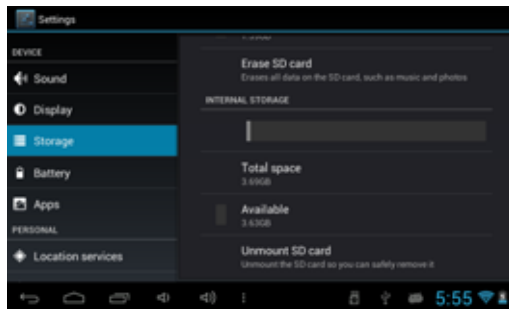 Settings
DEVICE
Sound
Display
Storage
Battery
Apps
PERSONAL
Location services
Erase SD card
Erases all data on the SD card, such as music and photos
INTERNAL STORAGE
Total space
3.69GB
Available
3.63GB
Unmount SD card
Unmount the SD card so you can safely remove it
5:55